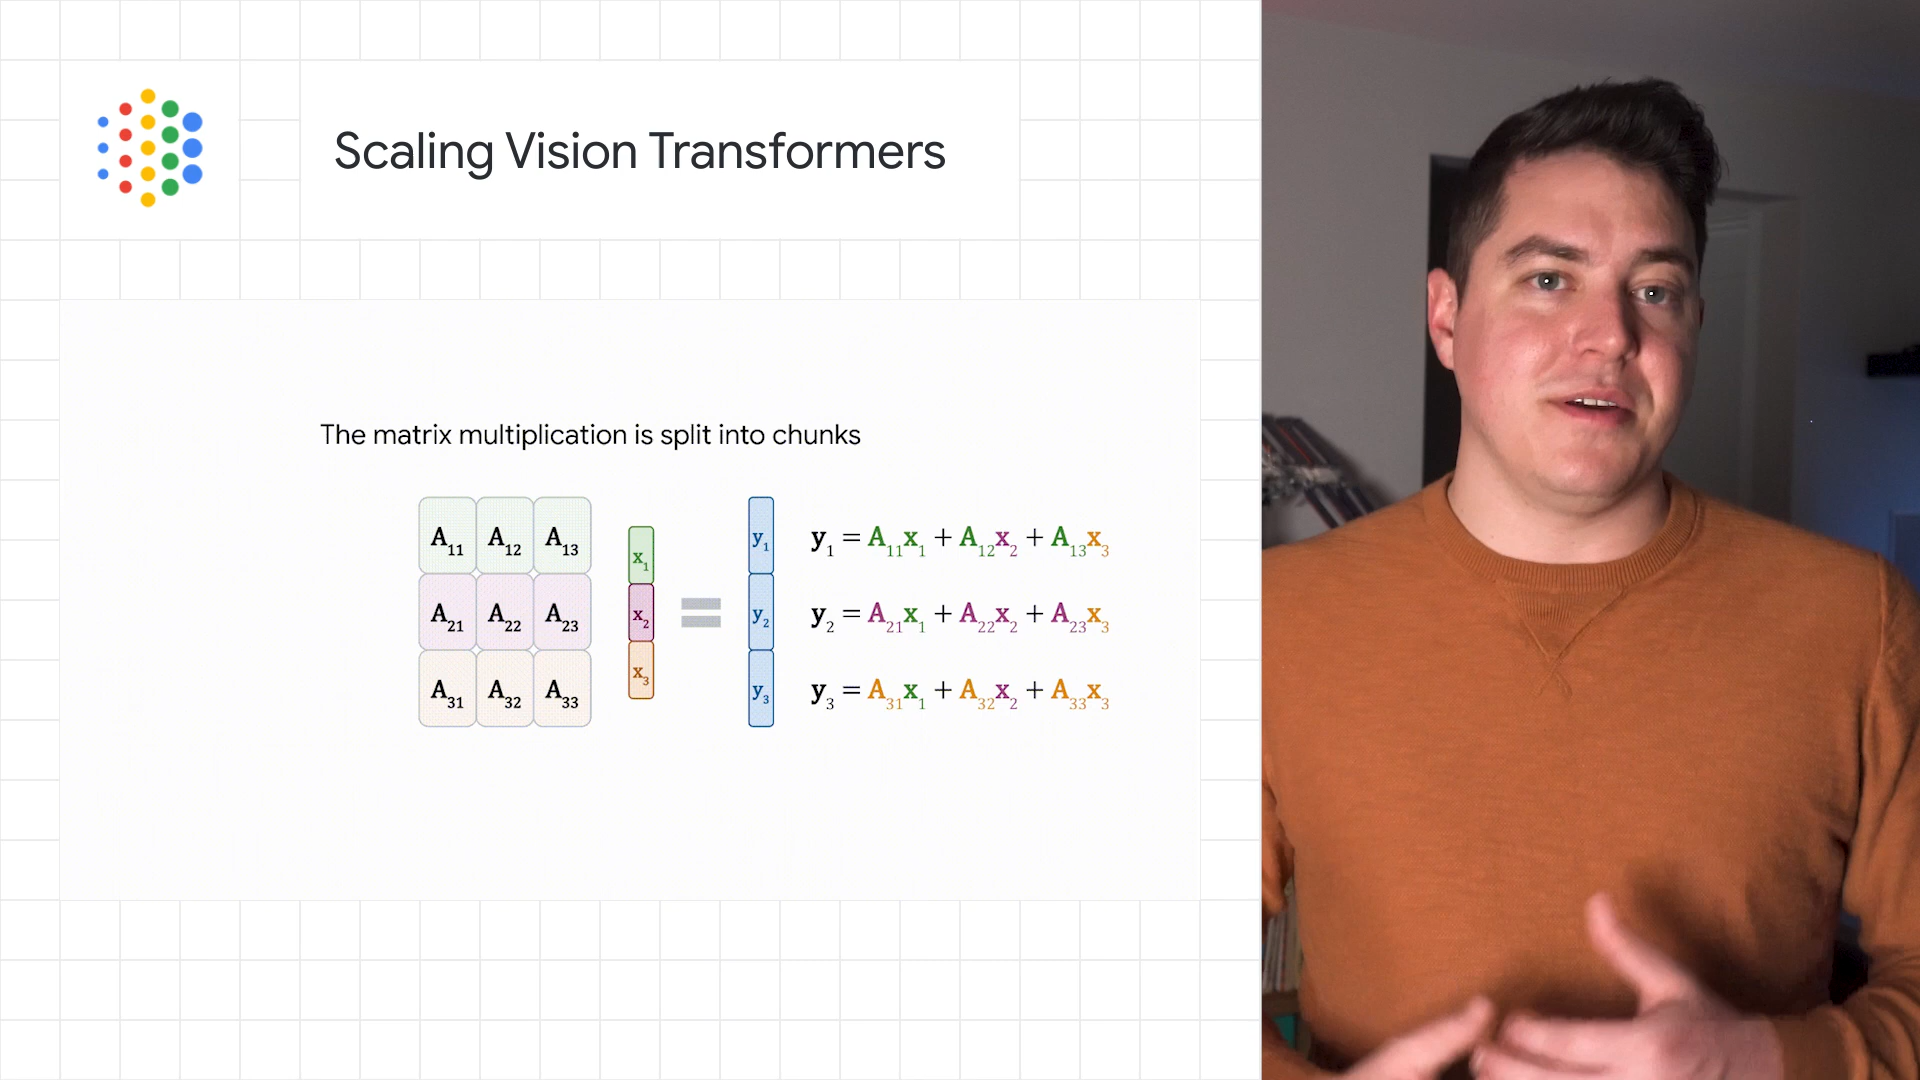 Scaling Vision Transformers
The matrix multiplication is split into chunks
A₁₁ A₁₂ A₁₃
A₂₁ A₂₂ A₂₃
A₃₁ A₃₂ A₃₃
x₁
x₂
x₃
=
y₁
y₂
y₃
y₁ = A₁₁x₁ + A₁₂x₂ + A₁₃x₃
y₂ = A₂₁x₁ + A₂₂x₂ + A₂₃x₃
y₃ = A₃₁x₁ + A₃₂x₂ + A₃₃x₃